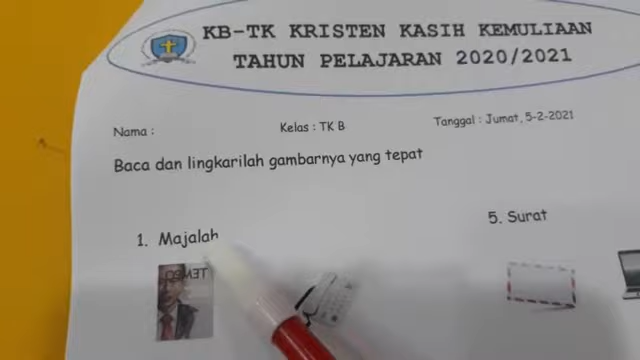 KB-TK KRISTEN KASIH KEMULIAAN
TAHUN PELAJARAN 2020/2021
Nama :
Kelas : TK B
Tanggal : Jumat, 5-2-2021
Baca dan lingkarilah gambarnya yang tepat
1. Majalah
5. Surat